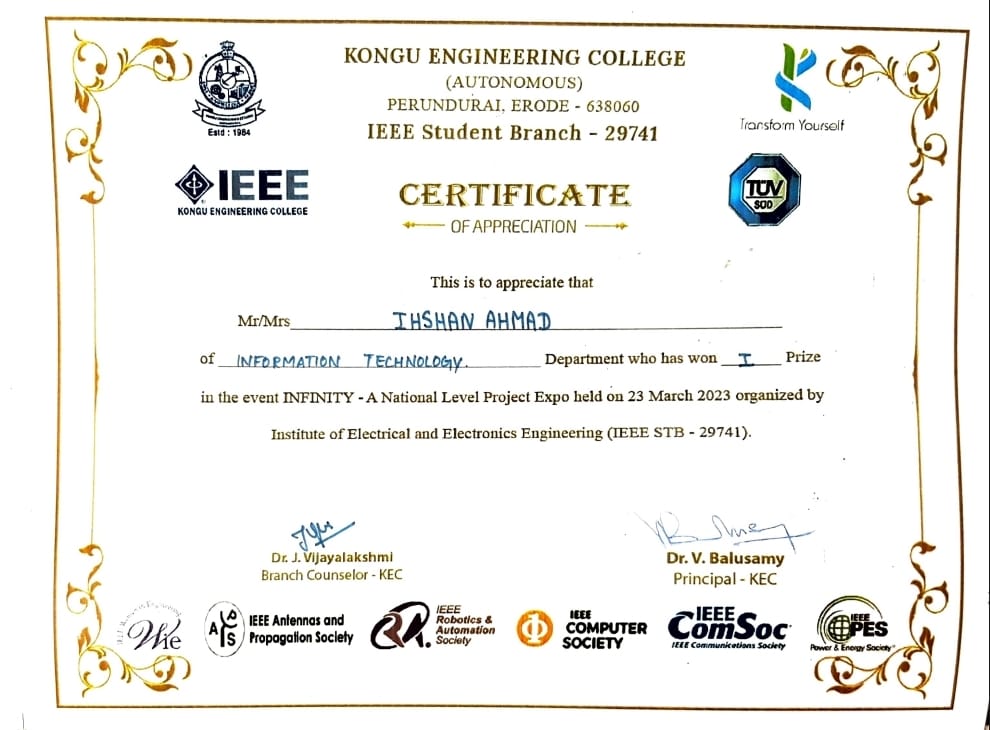 KONGU ENGINEERING COLLEGE
(AUTONOMOUS)
PERUNDURAI, ERODE - 638060
IEEE Student Branch - 29741
Estd : 1984
Transform Yourself
IEEE
KONGU ENGINEERING COLLEGE
TÜV
SÜD
CERTIFICATE
OF APPRECIATION
This is to appreciate that
Mr/Mrs IHSHAN AHMAD
of INFORMATION TECHNOLOGY. Department who has won I Prize
in the event INFINITY - A National Level Project Expo held on 23 March 2023 organized by
Institute of Electrical and Electronics Engineering (IEEE STB - 29741).
Dr. J. Vijayalakshmi
Branch Counselor - KEC
Dr. V. Balusamy
Principal - KEC
Wie
APS
IEEE Antennas and
Propagation Society
RA
IEEE
Robotics &
Automation
Society
IEEE
COMPUTER
SOCIETY
IEEE
ComSoc
IEEE Communications Society
IEEE
PES
Power & Energy Society